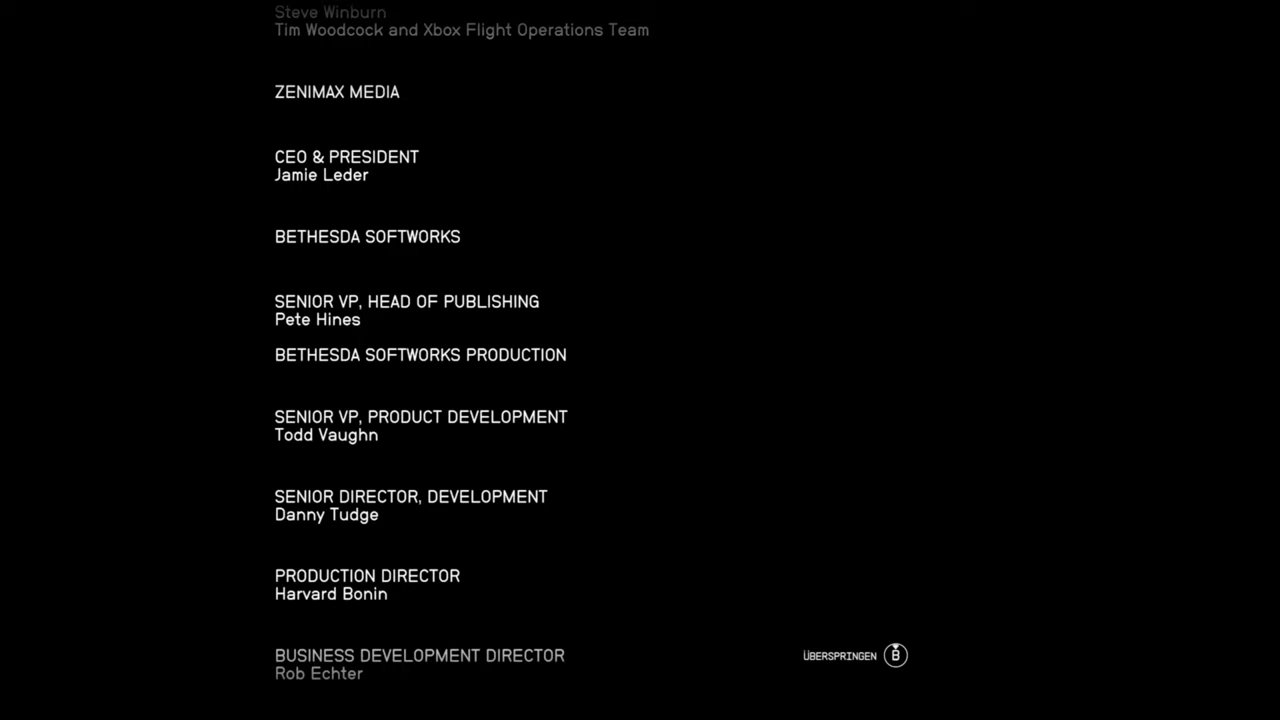 Steve Winburn
Tim Woodcock and Xbox Flight Operations Team
ZENIMAX MEDIA
CEO & PRESIDENT
Jamie Leder
BETHESDA SOFTWORKS
SENIOR VP, HEAD OF PUBLISHING
Pete Hines
BETHESDA SOFTWORKS PRODUCTION
SENIOR VP, PRODUCT DEVELOPMENT
Todd Vaughn
SENIOR DIRECTOR, DEVELOPMENT
Danny Tudge
PRODUCTION DIRECTOR
Harvard Bonin
BUSINESS DEVELOPMENT DIRECTOR
Rob Echter
ÜBERSPRINGEN B